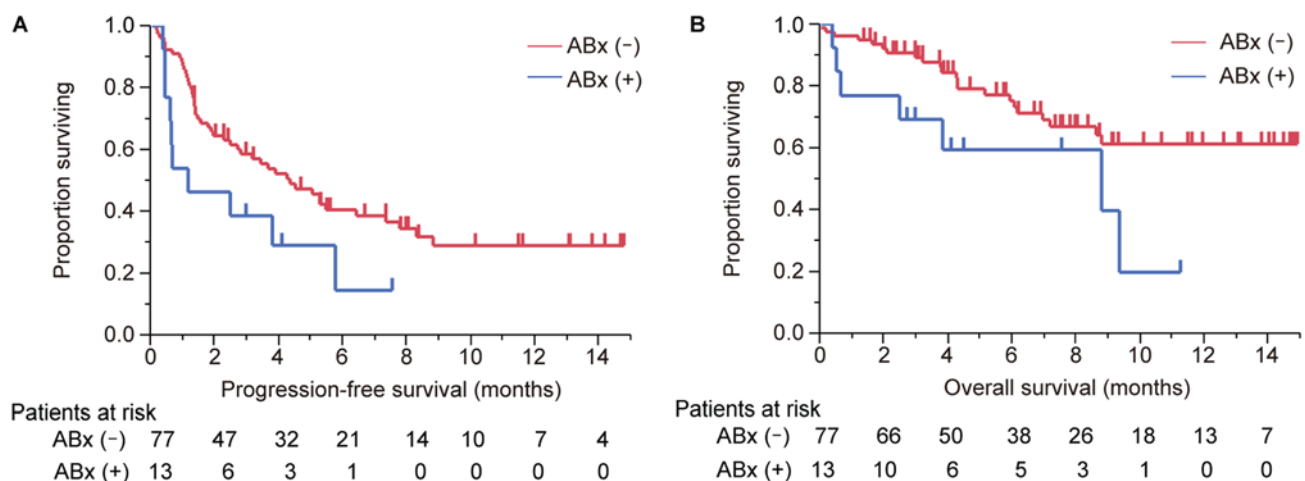 A
Proportion surviving
1.0
0.8
0.6
0.4
0.2
0.0
ABx (−)
ABx (+)
0 2 4 6 8 10 12 14
Progression-free survival (months)
Patients at risk
ABx (−) 77 47 32 21 14 10 7 4
ABx (+) 13 6 3 1 0 0 0 0
B
Proportion surviving
1.0
0.8
0.6
0.4
0.2
0.0
ABx (−)
ABx (+)
0 2 4 6 8 10 12 14
Overall survival (months)
Patients at risk
ABx (−) 77 66 50 38 26 18 13 7
ABx (+) 13 10 6 5 3 1 0 0